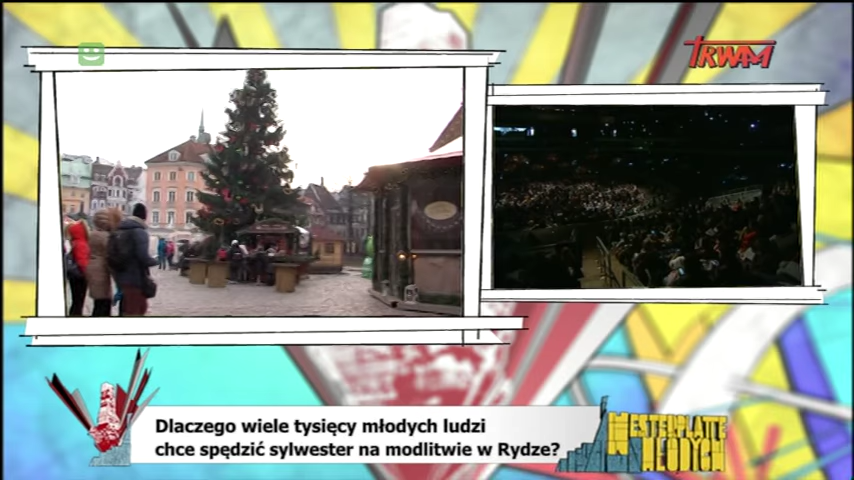 TRWAM
Dlaczego wiele tysięcy młodych ludzi
chce spędzić sylwester na modlitwie w Rydze?
WESTERPLATTE
MŁODYCH